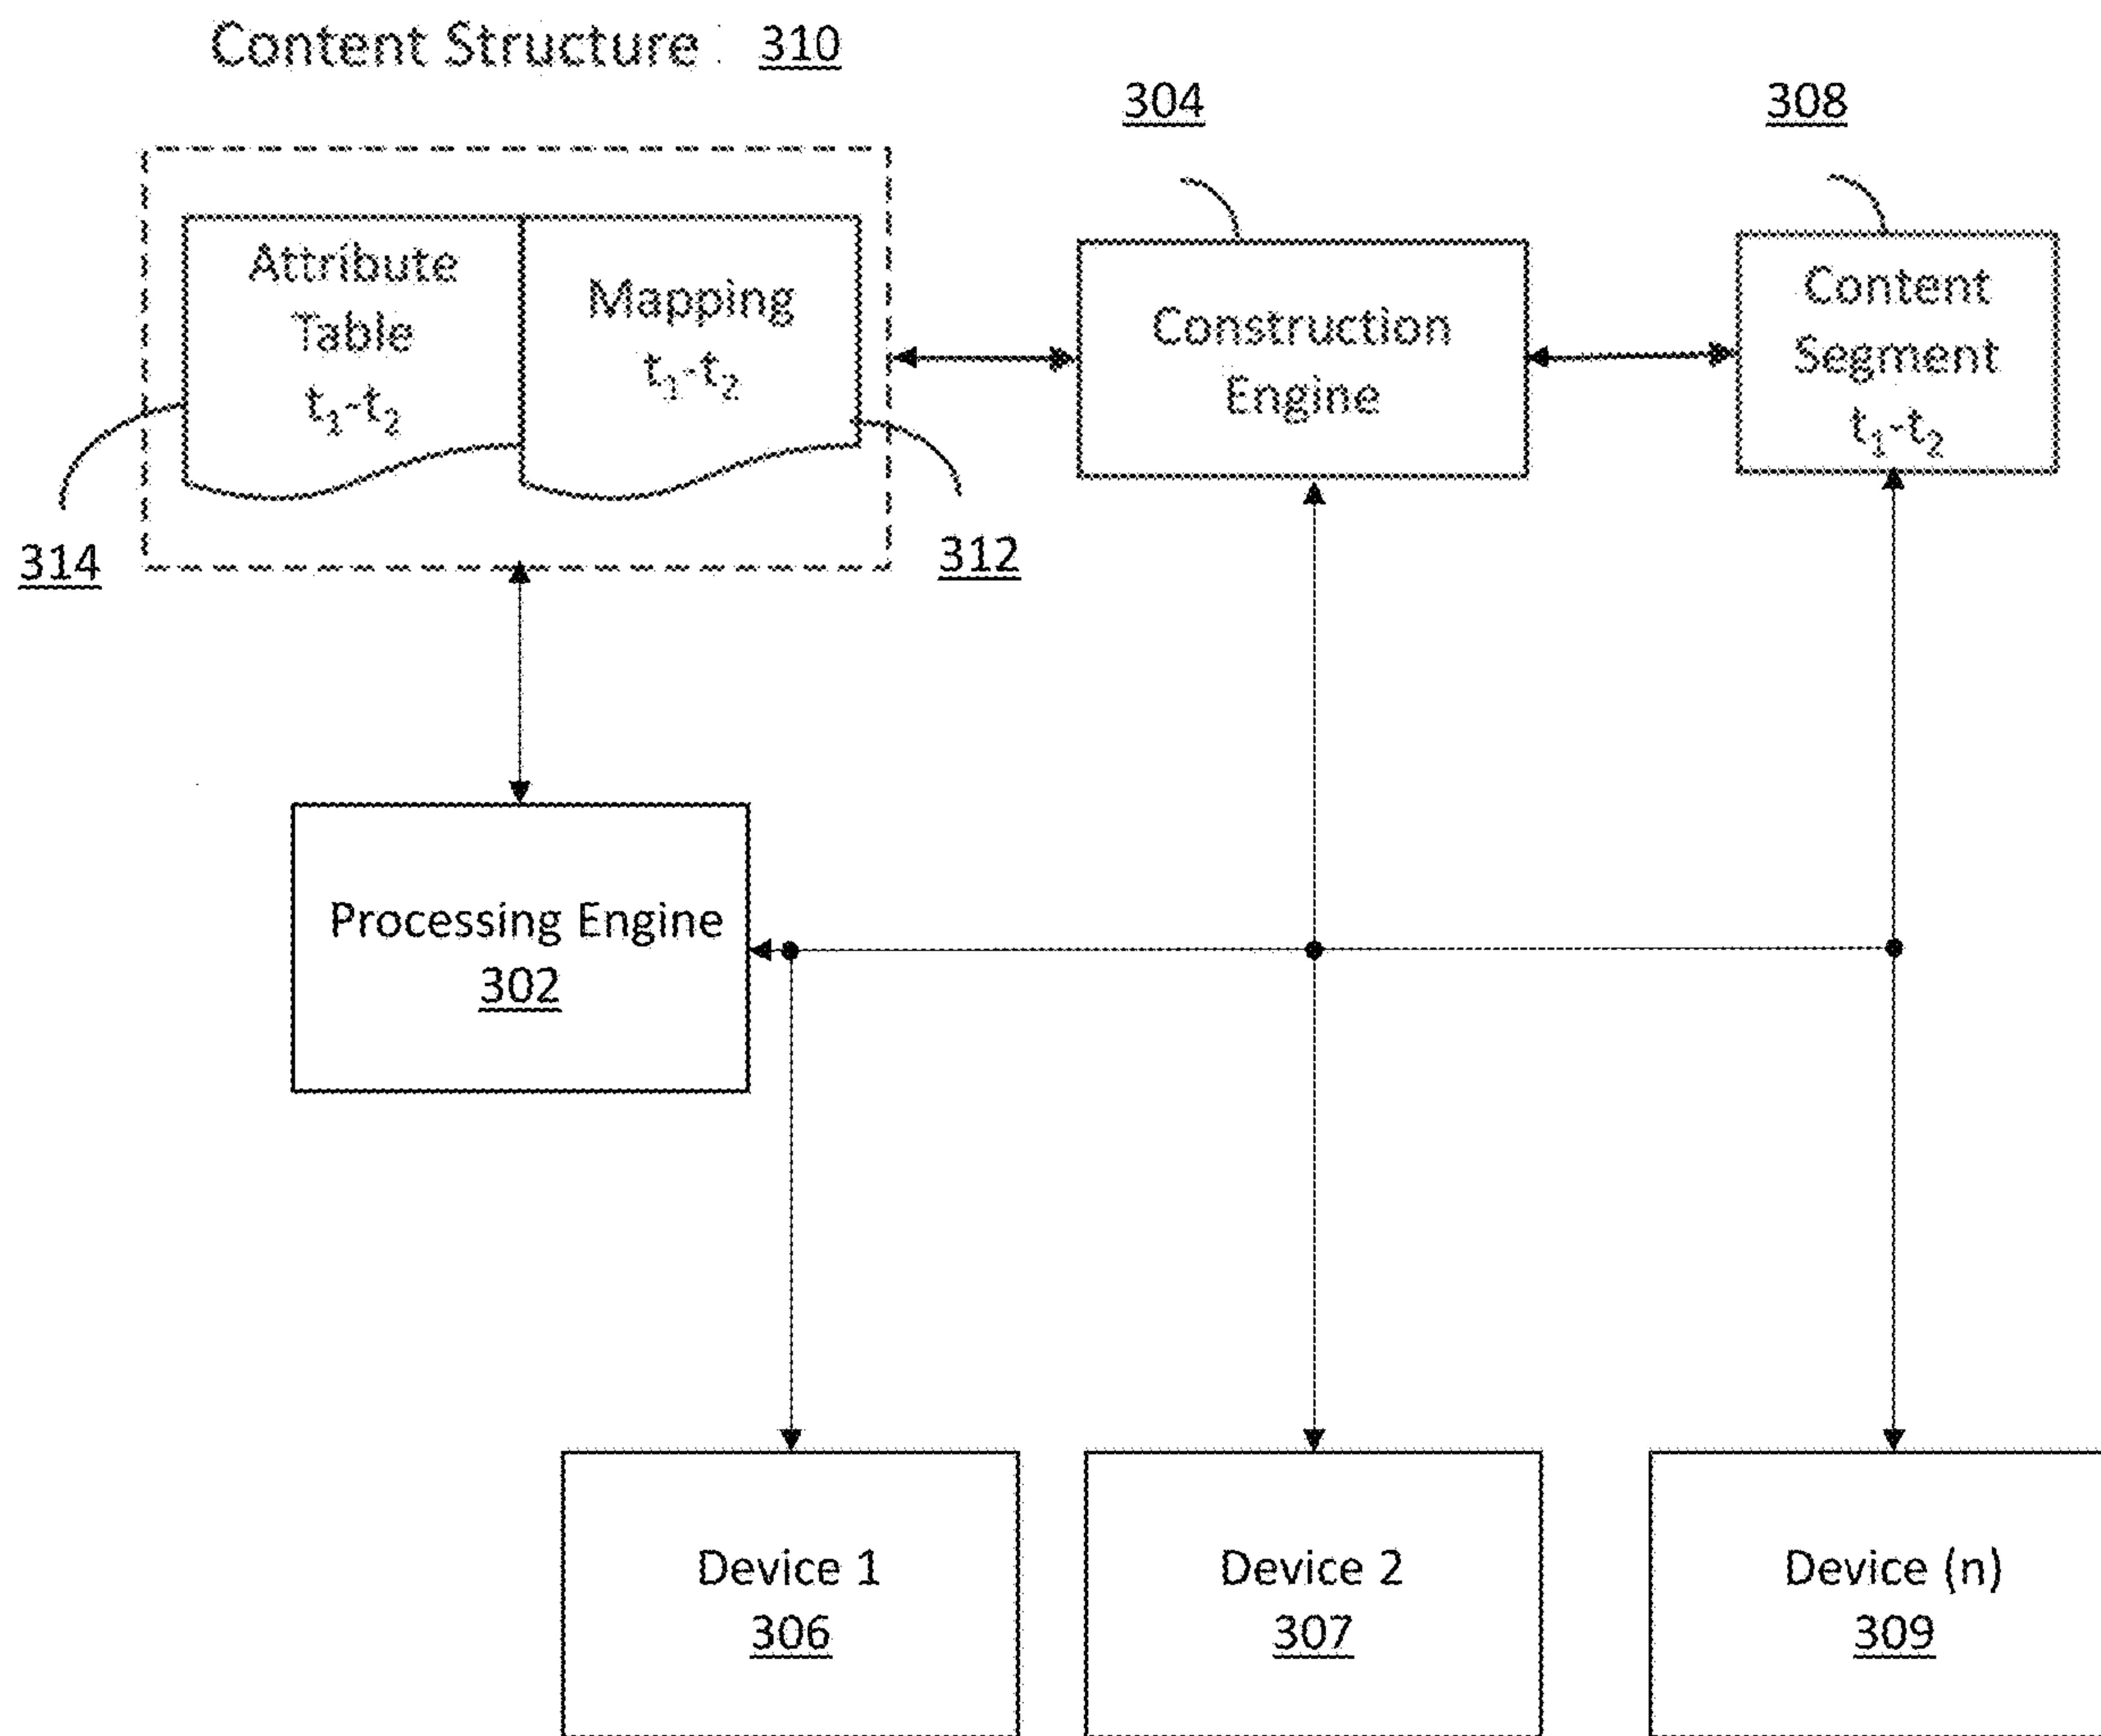 Content Structure 310
304
308
Attribute
Table
t₁-t₂
Mapping
t₁-t₂
Construction
Engine
Content
Segment
t₁-t₂
314
312
Processing Engine
302
Device 1
306
Device 2
307
Device (n)
309